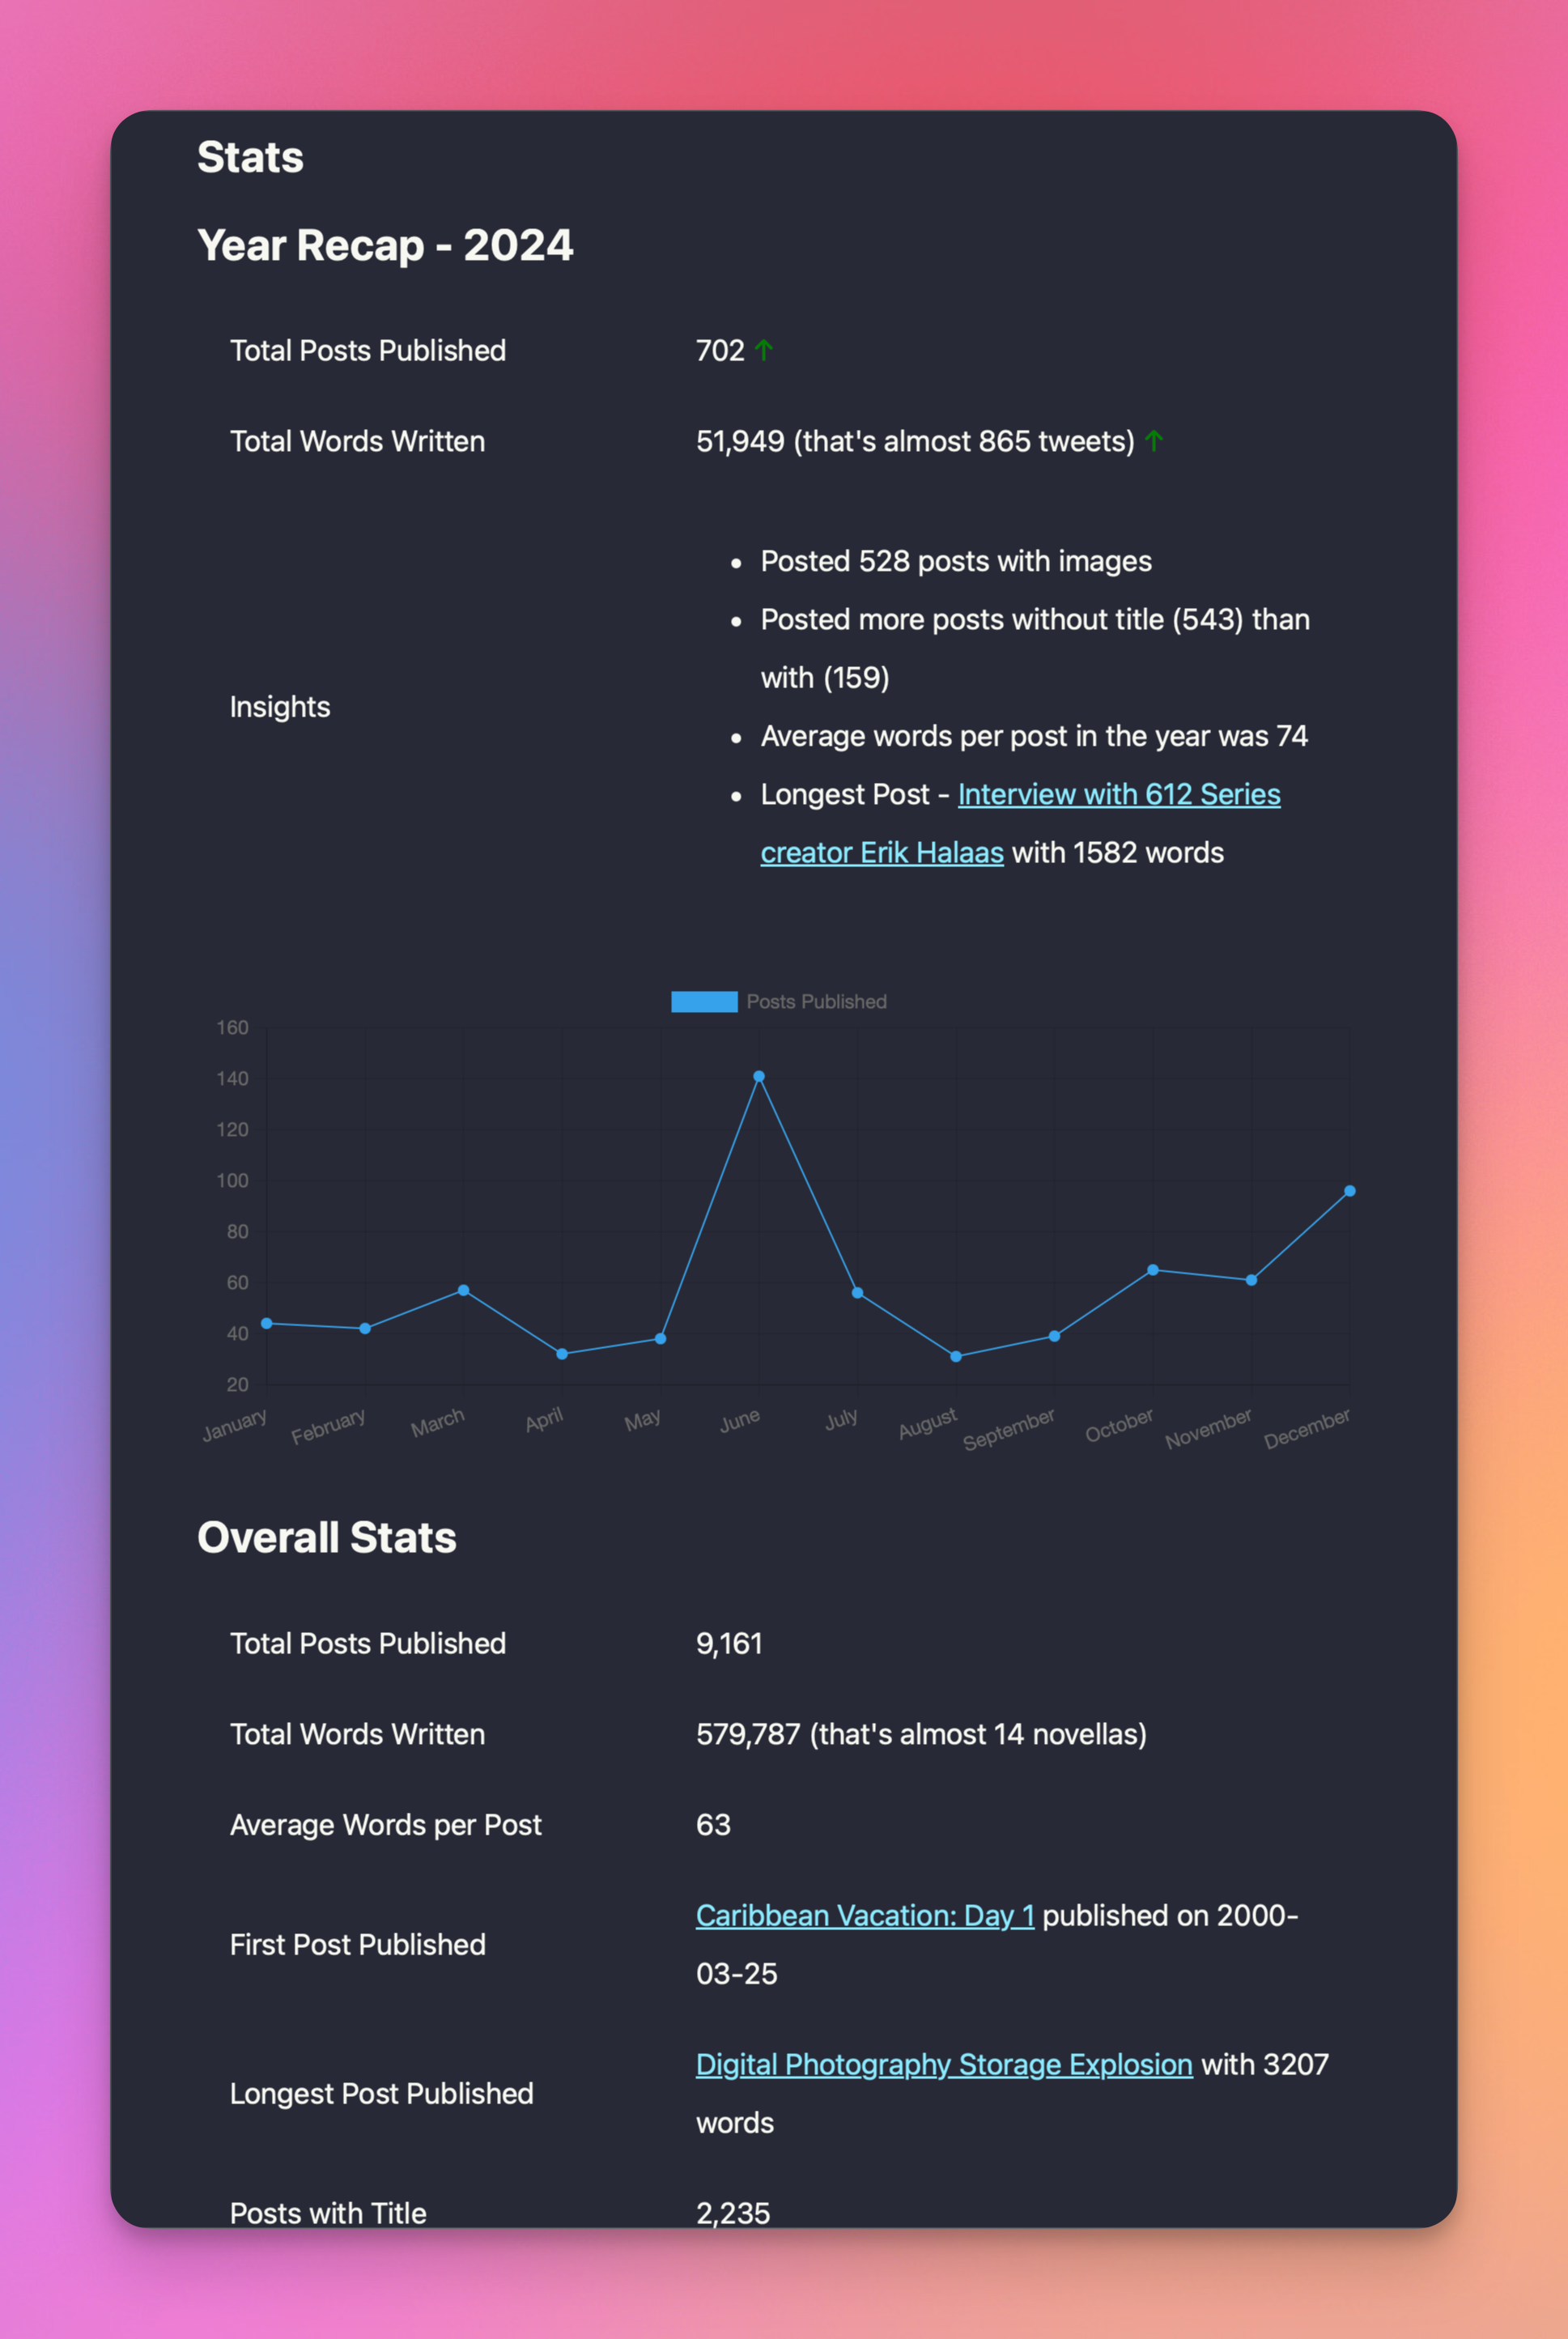 Stats
Year Recap - 2024
Total Posts Published 702 ↑
Total Words Written 51,949 (that's almost 865 tweets) ↑
Insights
• Posted 528 posts with images
• Posted more posts without title (543) than
with (159)
• Average words per post in the year was 74
• Longest Post - Interview with 612 Series
creator Erik Halaas with 1582 words
Posts Published
160
140
120
100
80
60
40
20
January February March April May June July August September October November December
Overall Stats
Total Posts Published 9,161
Total Words Written 579,787 (that's almost 14 novellas)
Average Words per Post 63
First Post Published
Caribbean Vacation: Day 1 published on 2000-
03-25
Longest Post Published
Digital Photography Storage Explosion with 3207
words
Posts with Title 2,235